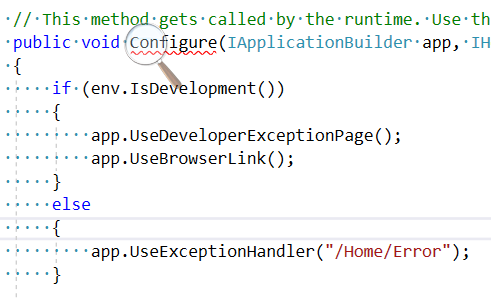 // This method gets called by the runtime. Use th
public void Configure(IApplicationBuilder app, IH
{
if (env.IsDevelopment())
{
app.UseDeveloperExceptionPage();
app.UseBrowserLink();
}
else
{
app.UseExceptionHandler("/Home/Error");
}